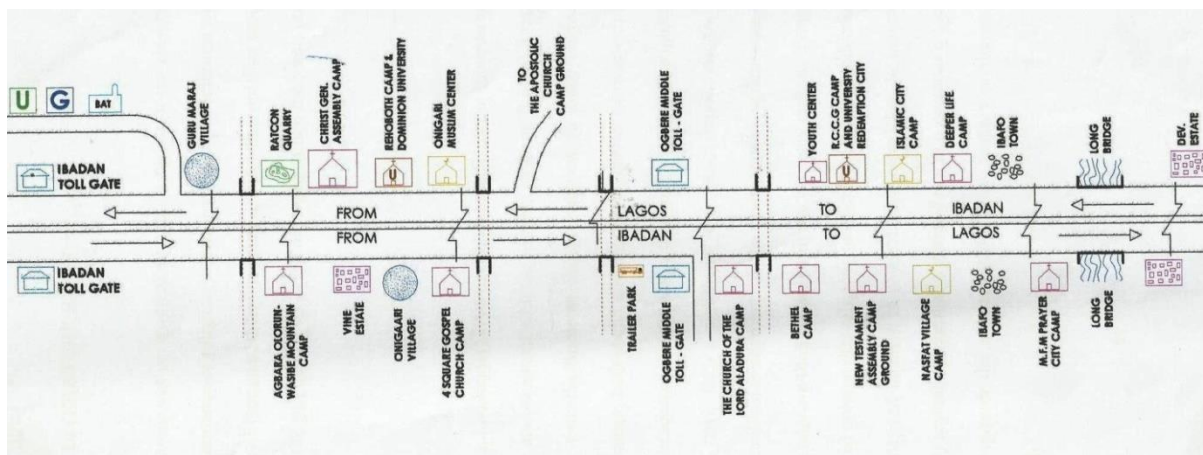 U
G
BAT
GURU MARAJ
VILLAGE
RATCON
QUARRY
CHRIST GEN.
ASSEMBLY CAMP
REHOBOTH CAMP &
DOMINNION UNIVERSITY
ONIGARI
MUSLIM CENTER
TO
THE APOSTOLIC
CHURCH
CAMP GROUND
OGBERE MIDDLE
TOLL - GATE
YOUTH CENTER
R.C.C.G CAMP
AND UNIVERSITY
REDEMPTION CITY
ISLAMIC CITY
CAMP
DEEPER LIFE
CAMP
IBAFO
TOWN
LONG
BRIDGE
DEV.
ESTATE
IBADAN
TOLL GATE
U
U
FROM LAGOS TO IBADAN
FROM IBADAN TO LAGOS
IBADAN
TOLL GATE
AGBARA OLORUN-
WASIBE MOUNTAIN
CAMP
VINE
ESTATE
ONIGAARI
VILLAGE
4 SQUARE GOSPEL
CHURCH CAMP
TRAILER PARK
OGBERE MIDDLE
TOLL - GATE
THE CHURCH OF THE
LORD ALADURA CAMP
BETHEL
CAMP
NEW TESTAMENT
ASSEMBLY CAMP
GROUND
NASFAT VILLAGE
CAMP
IBAFO
TOWN
M.F.M PRAYER
CITY CAMP
LONG
BRIDGE